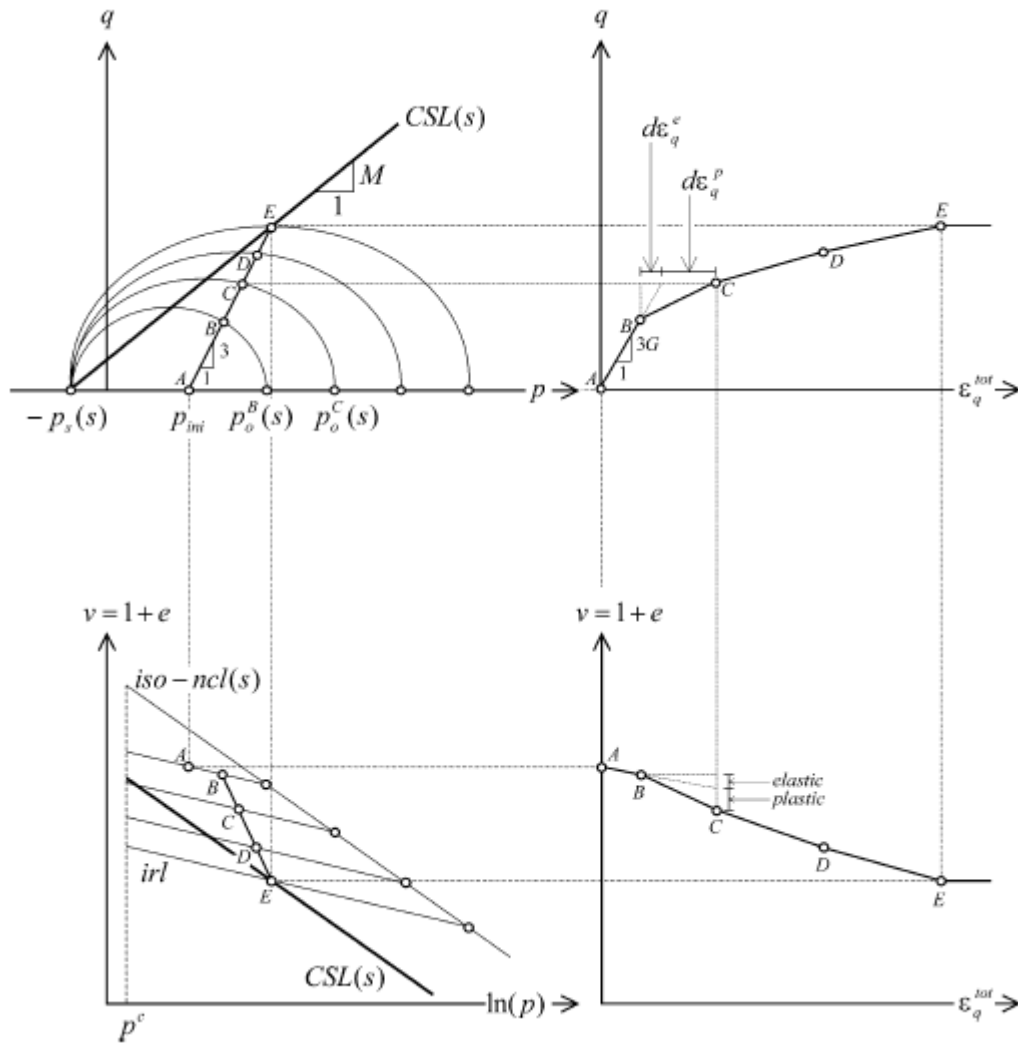 q
CSL(s)
M
1
E
D
C
B
3
1
A
p
− pₛ(s)
p_ini
p_o^B(s)
p_o^C(s)
q
dε_q^e
dε_q^p
E
D
C
B
3G
1
A
ε_q^tot
v = 1 + e
iso − ncl(s)
A
B
C
D
irl
E
CSL(s)
ln(p)
p^c
v = 1 + e
A
B
elastic
plastic
C
D
E
ε_q^tot